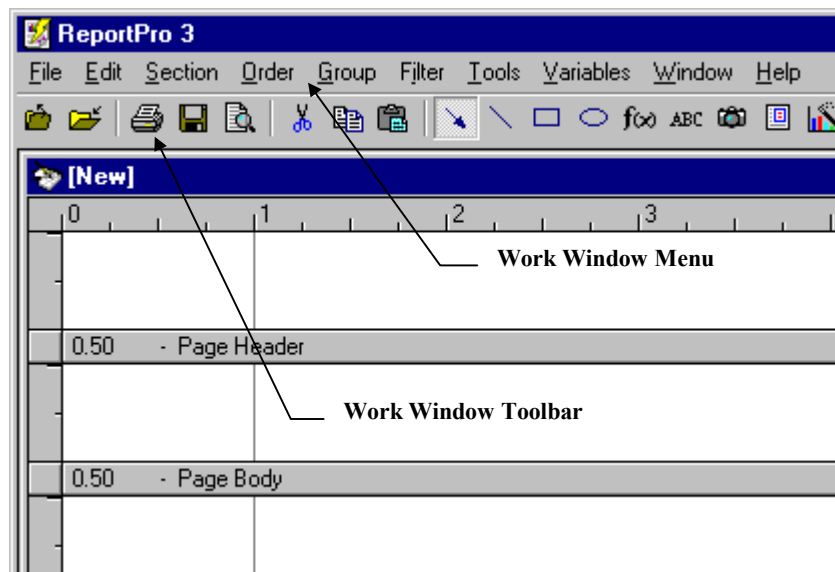 ReportPro 3
File Edit Section Order Group Filter Tools Variables Window Help
f(x) ABC
[New]
0 1 2 3
Work Window Menu
0.50 - Page Header
Work Window Toolbar
0.50 - Page Body